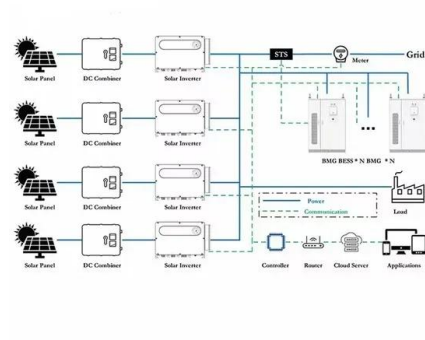 STS
Meter
Grid
Solar Panel DC Combiner Solar Inverter
Solar Panel DC Combiner Solar Inverter
BMG BESS * N BMG * N
Solar Panel DC Combiner Solar Inverter
Power
Communication
Load
Solar Panel DC Combiner Solar Inverter
Controller Router Cloud Server Applications